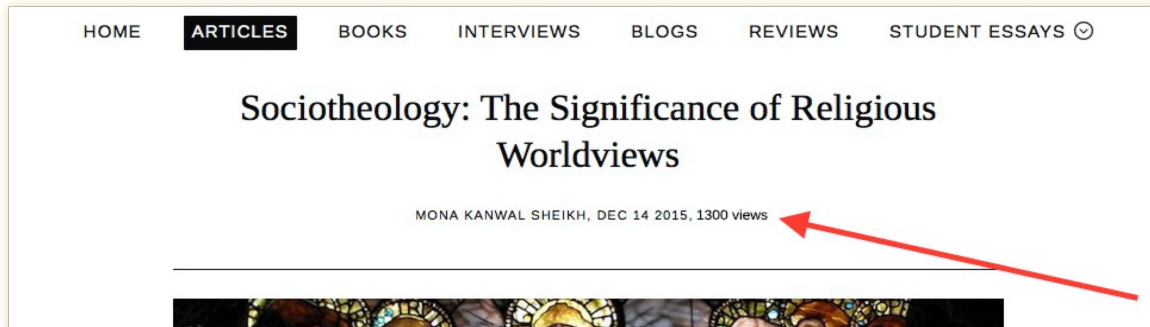 HOME ARTICLES BOOKS INTERVIEWS BLOGS REVIEWS STUDENT ESSAYS
Sociotheology: The Significance of Religious
Worldviews
MONA KANWAL SHEIKH, DEC 14 2015, 1300 views